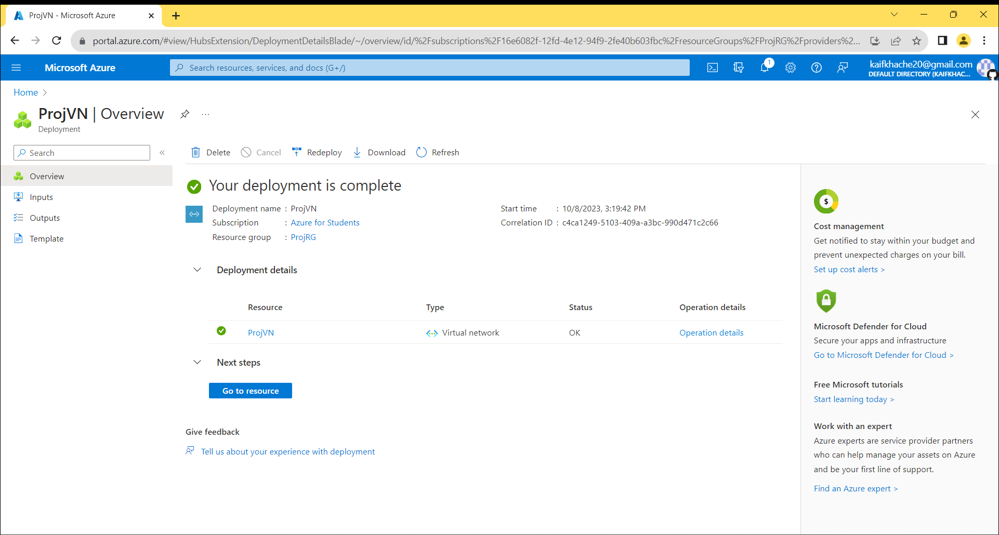 ProjVN - Microsoft Azure
portal.azure.com/#view/HubsExtension/DeploymentDetailsBlade/~/overview/id/%2Fsubscriptions%2F16e6082f-12fd-4e12-94f9-2fe40b603fbc%2FresourceGroups%2FProjRG%2Fproviders%2...
Microsoft Azure
Search resources, services, and docs (G+/)
1
kaifkhache20@gmail.com
DEFAULT DIRECTORY (KAIFKHAC...
Home >
ProjVN | Overview
...
Deployment
Search
«
Delete
Cancel
Redeploy
Download
Refresh
Overview
Inputs
Outputs
Template
Your deployment is complete
Deployment name : ProjVN
Subscription : Azure for Students
Resource group : ProjRG
Start time : 10/8/2023, 3:19:42 PM
Correlation ID : c4ca1249-5103-409a-a3bc-990d471c2c66
Deployment details
Resource Type Status Operation details
ProjVN Virtual network OK Operation details
Next steps
Go to resource
Give feedback
Tell us about your experience with deployment
$
Cost management
Get notified to stay within your budget and
prevent unexpected charges on your bill.
Set up cost alerts >
Microsoft Defender for Cloud
Secure your apps and infrastructure
Go to Microsoft Defender for Cloud >
Free Microsoft tutorials
Start learning today >
Work with an expert
Azure experts are service provider partners
who can help manage your assets on Azure
and be your first line of support.
Find an Azure expert >